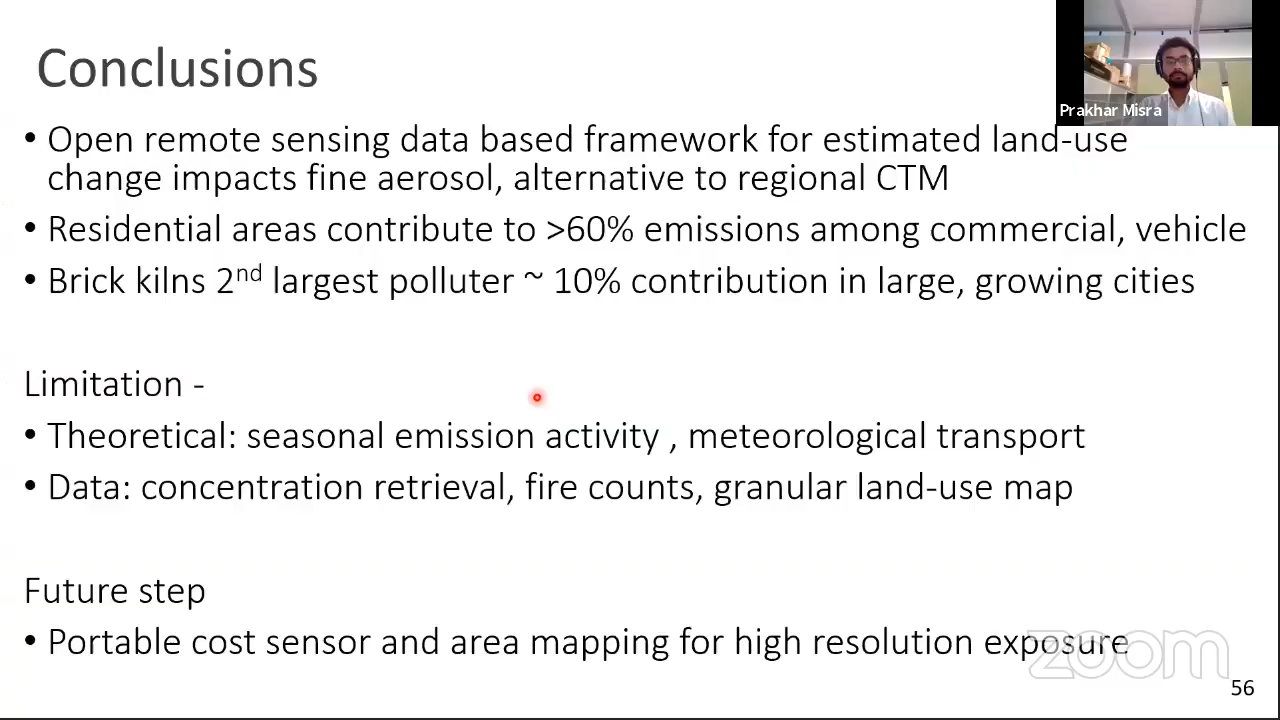 Conclusions
Prakhar Misra
• Open remote sensing data based framework for estimated land-use
change impacts fine aerosol, alternative to regional CTM
• Residential areas contribute to >60% emissions among commercial, vehicle
• Brick kilns 2nd largest polluter ~ 10% contribution in large, growing cities
Limitation -
• Theoretical: seasonal emission activity , meteorological transport
• Data: concentration retrieval, fire counts, granular land-use map
Future step
• Portable cost sensor and area mapping for high resolution exposure
zoom
56